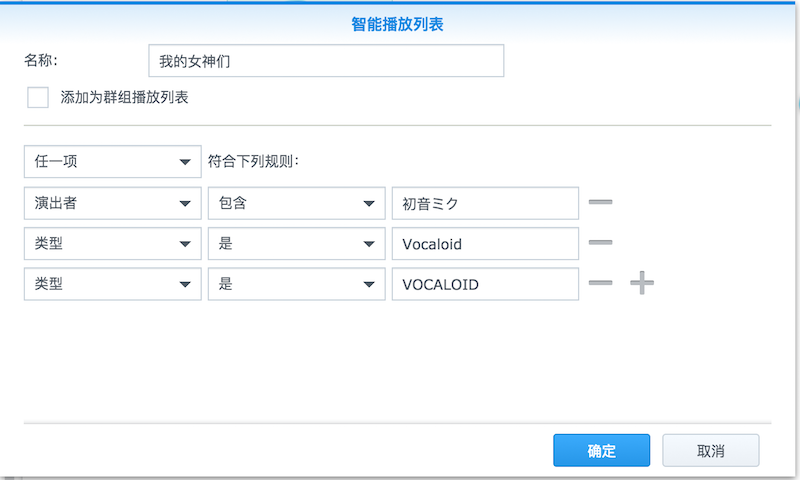 智能播放列表
名称: 我的女神们
添加为群组播放列表
任一项 符合下列规则:
演出者 包含 初音ミク
类型 是 Vocaloid
类型 是 VOCALOID
确定 取消